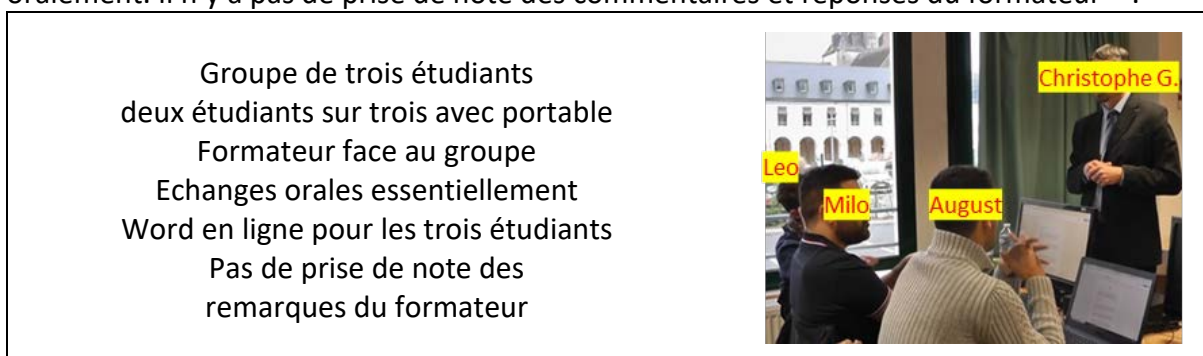 Groupe de trois étudiants
deux étudiants sur trois avec portable
Formateur face au groupe
Echanges orales essentiellement
Word en ligne pour les trois étudiants
Pas de prise de note des
remarques du formateur
Christophe G.
Leo
Milo
August